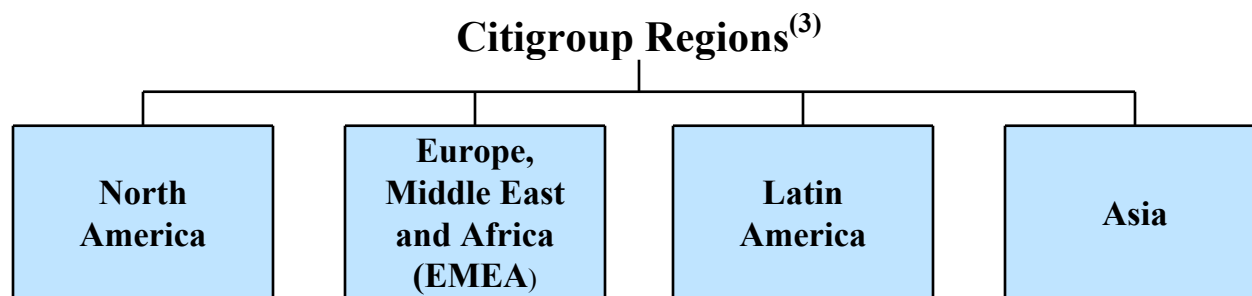 Citigroup Regions(3)
North
America
Europe,
Middle East
and Africa
(EMEA)
Latin
America
Asia